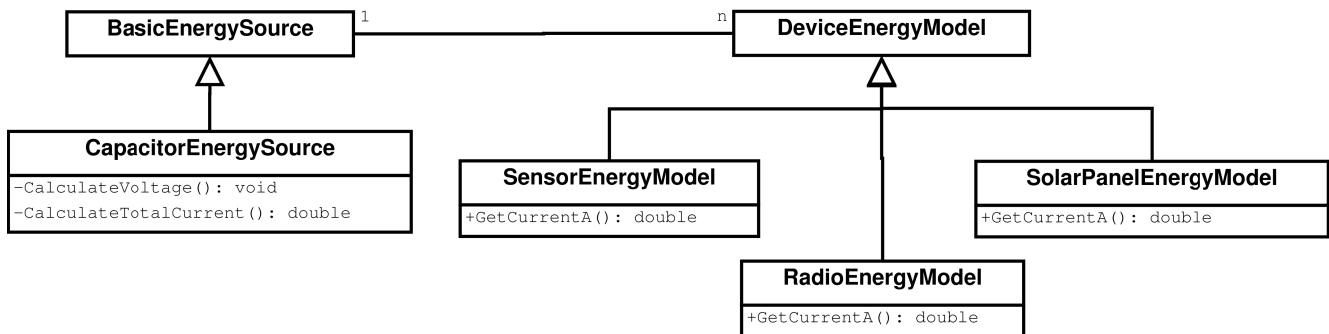 BasicEnergySource
1
n
DeviceEnergyModel
CapacitorEnergySource
-CalculateVoltage(): void
-CalculateTotalCurrent(): double
SensorEnergyModel
+GetCurrentA(): double
SolarPanelEnergyModel
+GetCurrentA(): double
RadioEnergyModel
+GetCurrentA(): double